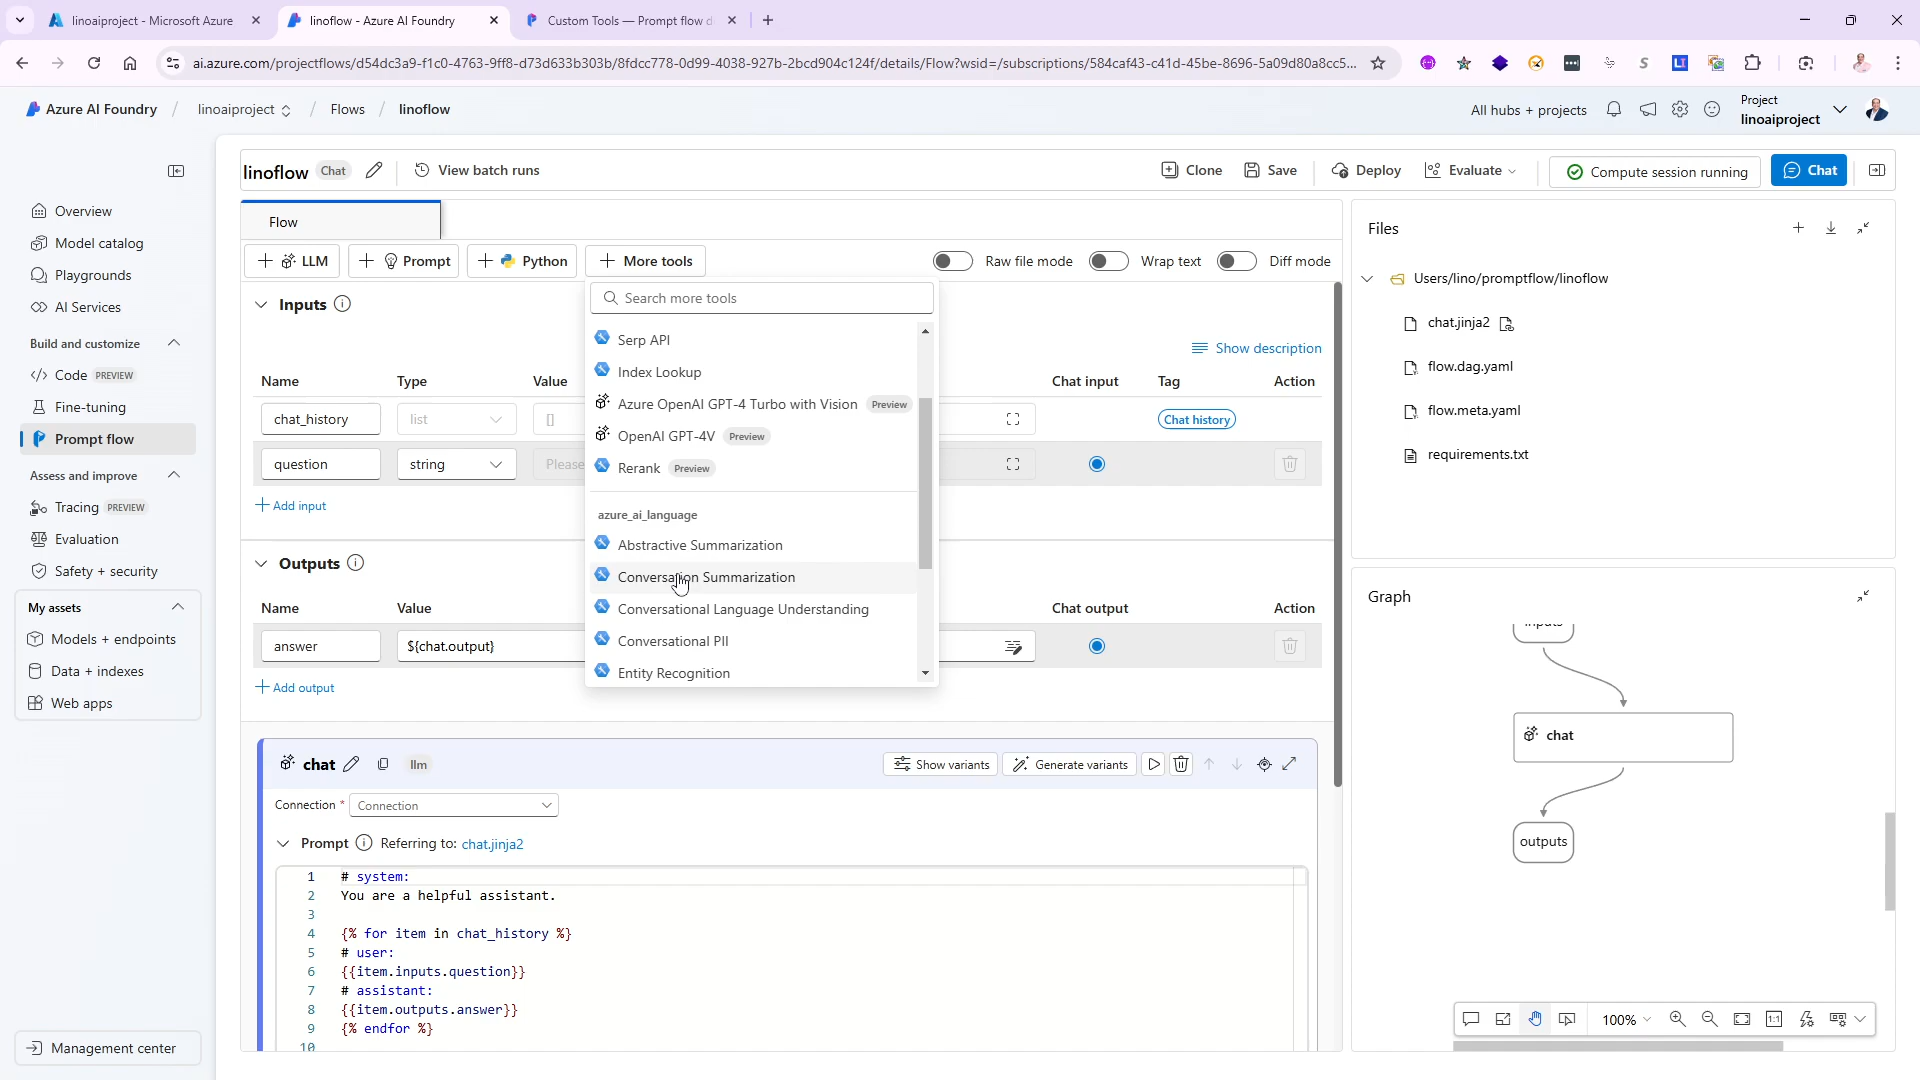 linoaiproject - Microsoft Azure
linoflow - Azure AI Foundry
Custom Tools — Prompt flow d
ai.azure.com/projectflows/d54dc3a9-f1c0-4763-9ff8-d73d633b303b/8fdcc778-0d99-4038-927b-2bcd904c124f/details/Flow?wsid=/subscriptions/584caf43-c41d-45be-8696-5a09d80a8cc5...
Azure AI Foundry / linoaiproject / Flows / linoflow
All hubs + projects
Project
linoaiproject
Overview
Model catalog
Playgrounds
AI Services
Build and customize
Code PREVIEW
Fine-tuning
Prompt flow
Assess and improve
Tracing PREVIEW
Evaluation
Safety + security
My assets
Models + endpoints
Data + indexes
Web apps
Management center
linoflow Chat
View batch runs
Clone
Save
Deploy
Evaluate
Compute session running
Chat
Flow
LLM
Prompt
Python
More tools
Raw file mode
Wrap text
Diff mode
Inputs
Show description
Name Type Value Chat input Tag Action
chat_history list [] Chat history
question string Please
Add input
Search more tools
Serp API
Index Lookup
Azure OpenAI GPT-4 Turbo with Vision Preview
OpenAI GPT-4V Preview
Rerank Preview
azure_ai_language
Abstractive Summarization
Conversation Summarization
Conversational Language Understanding
Conversational PII
Entity Recognition
Outputs
Name Value Chat output Action
answer ${chat.output}
Add output
chat llm
Show variants
Generate variants
Connection * Connection
Prompt Referring to: chat.jinja2
1 # system:
2 You are a helpful assistant.
3
4 {% for item in chat_history %}
5 # user:
6 {{item.inputs.question}}
7 # assistant:
8 {{item.outputs.answer}}
9 {% endfor %}
10
Files
Users/lino/promptflow/linoflow
chat.jinja2
flow.dag.yaml
flow.meta.yaml
requirements.txt
Graph
inputs
chat
outputs
100%
1:1